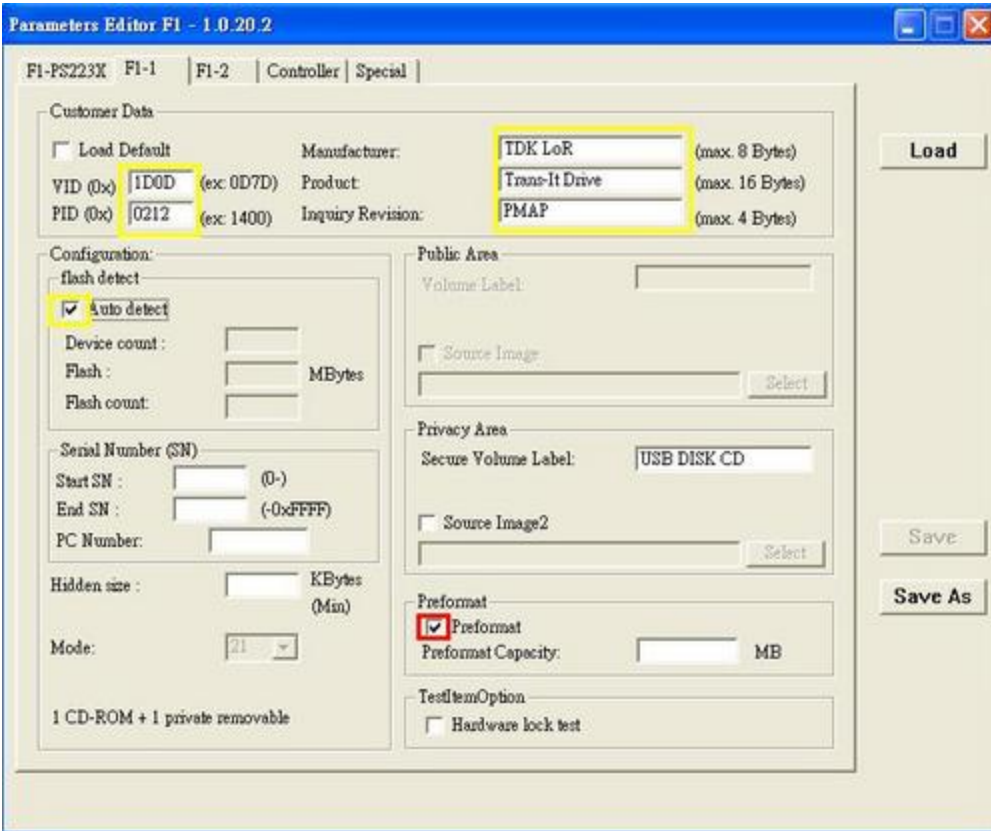 Parameters Editor F1 - 1.0.20.2
F1-PS223X F1-1 F1-2 Controller Special
Customer Data
Load Default
VID (0x) 1D0D (ex: 0D7D)
PID (0x) 0212 (ex: 1400)
Manufacturer: TDK LoR (max. 8 Bytes)
Product: Trans-It Drive (max. 16 Bytes)
Inquiry Revision: PMAP (max. 4 Bytes)
Load
Configuration:
flash detect
Auto detect
Device count :
Flash : MBytes
Flash count:
Serial Number (SN)
Start SN : (0-)
End SN : (-0xFFFF)
PC Number:
Hidden size : KBytes
(Min)
Mode: 21
1 CD-ROM + 1 private removable
Public Area
Volume Label:
Source Image
Select
Privacy Area
Secure Volume Label: USB DISK CD
Source Image2
Select
Preformat
Preformat
Preformat Capacity: MB
TestItemOption
Hardware lock test
Save
Save As